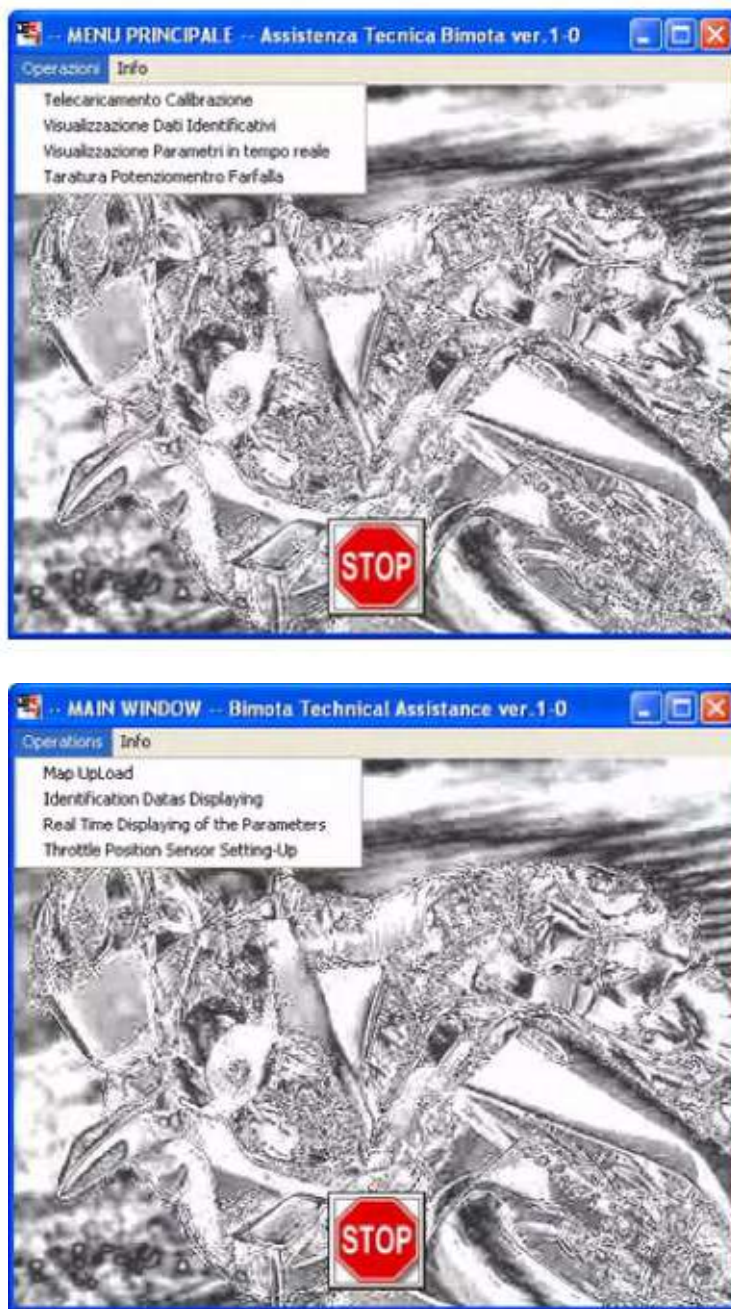 -- MENU PRINCIPALE -- Assistenza Tecnica Bimota ver.1-0
Operazioni Info
Telecaricamento Calibrazione
Visualizzazione Dati Identificativi
Visualizzazione Parametri in tempo reale
Taratura Potenziomentro Farfalla
STOP
-- MAIN WINDOW -- Bimota Technical Assistance ver.1-0
Operations Info
Map UpLoad
Identification Datas Displaying
Real Time Displaying of the Parameters
Throttle Position Sensor Setting-Up
STOP